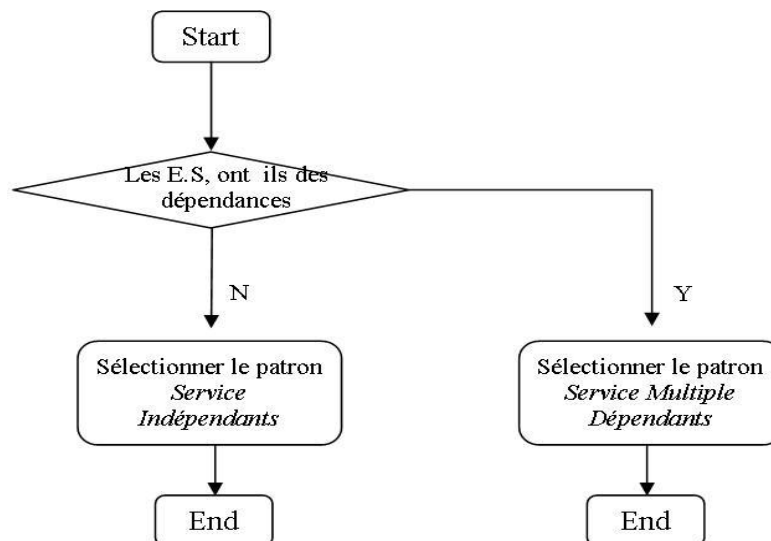 Start
Les E.S, ont ils des
dépendances
N
Y
Sélectionner le patron
Service
Indépendants
Sélectionner le patron
Service Multiple
Dépendants
End
End